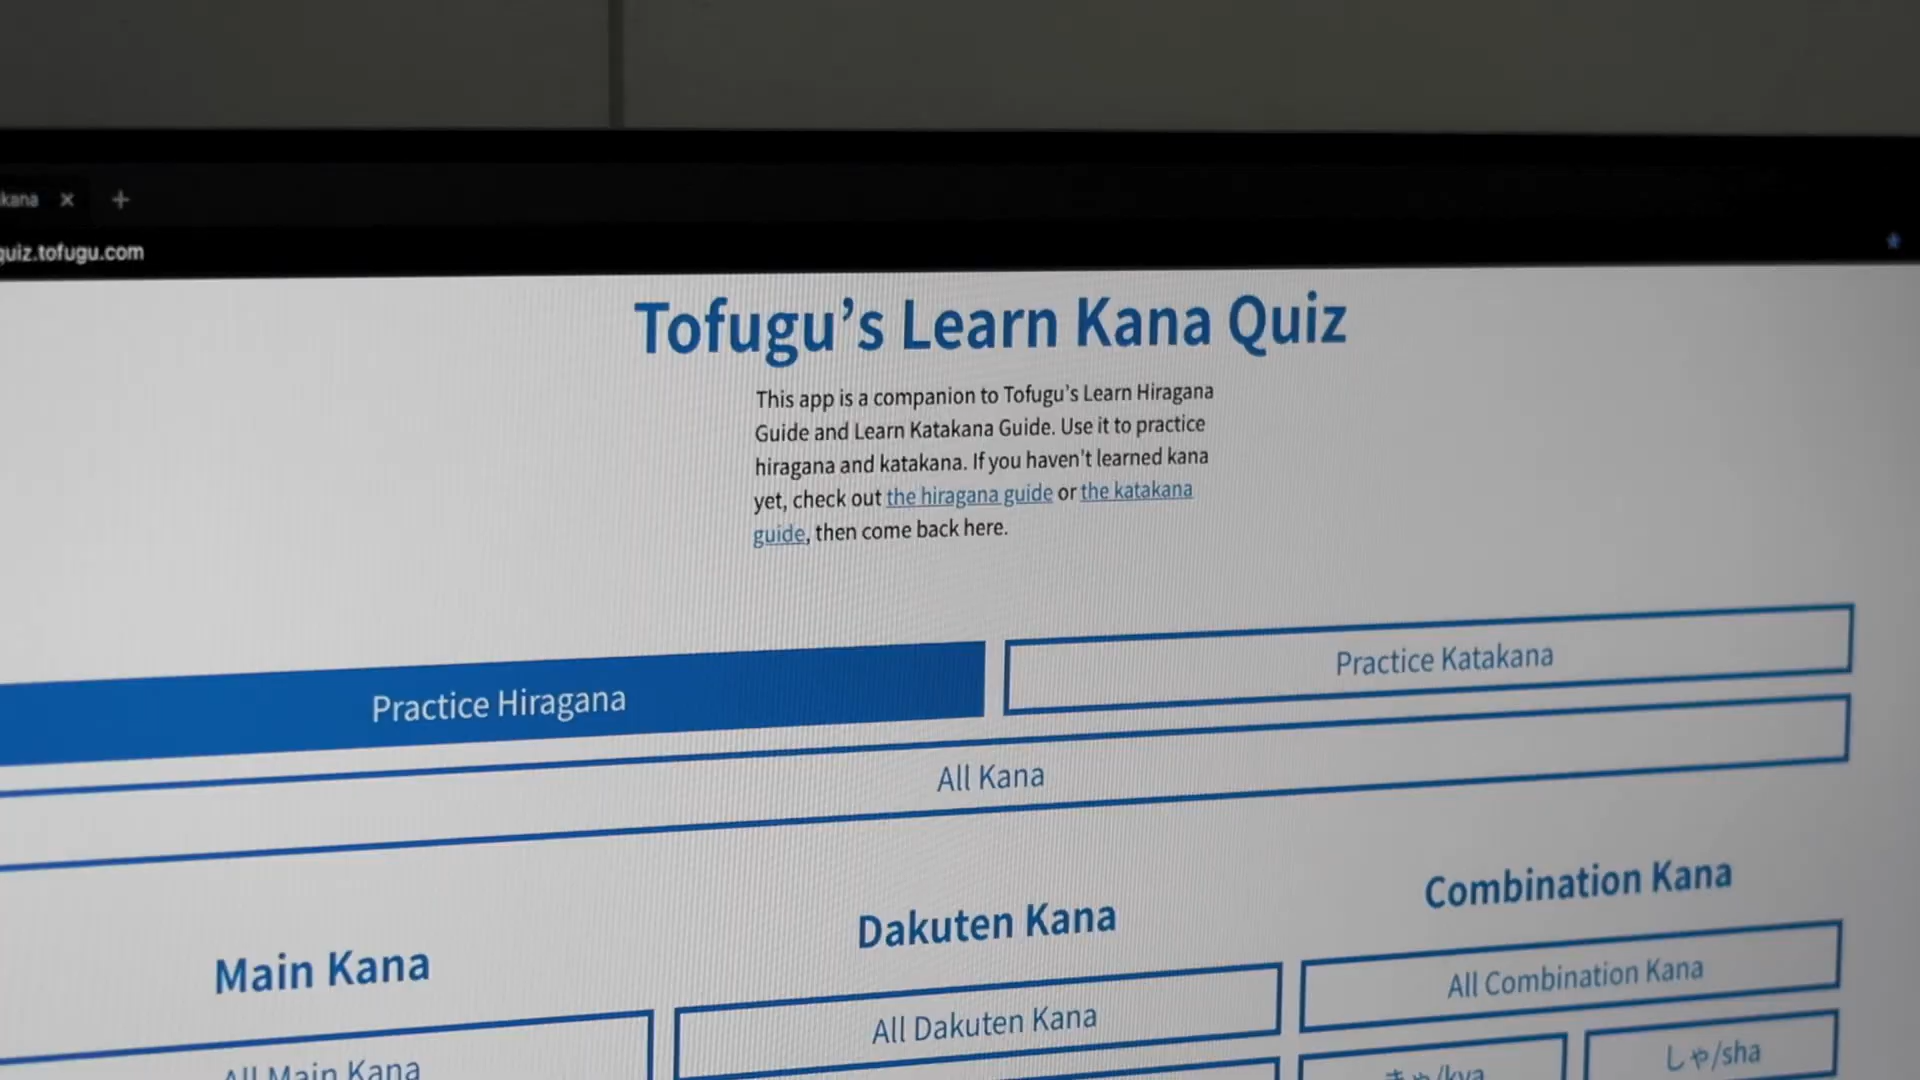 kana
quiz.tofugu.com
Tofugu’s Learn Kana Quiz
This app is a companion to Tofugu’s Learn Hiragana
Guide and Learn Katakana Guide. Use it to practice
hiragana and katakana. If you haven’t learned kana
yet, check out the hiragana guide or the katakana
guide, then come back here.
Practice Hiragana
Practice Katakana
All Kana
Main Kana
Dakuten Kana
Combination Kana
All Main Kana
All Dakuten Kana
All Combination Kana
きゃ/kya
しゃ/sha